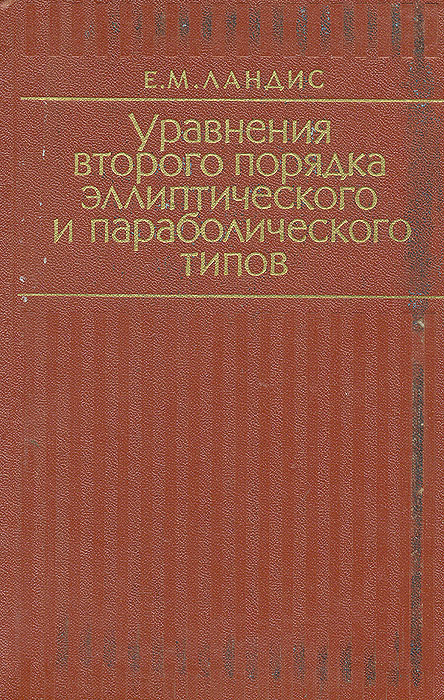 Е.М.ЛАНДИС
Уравнения
второго порядка
эллиптического
и параболического
типов